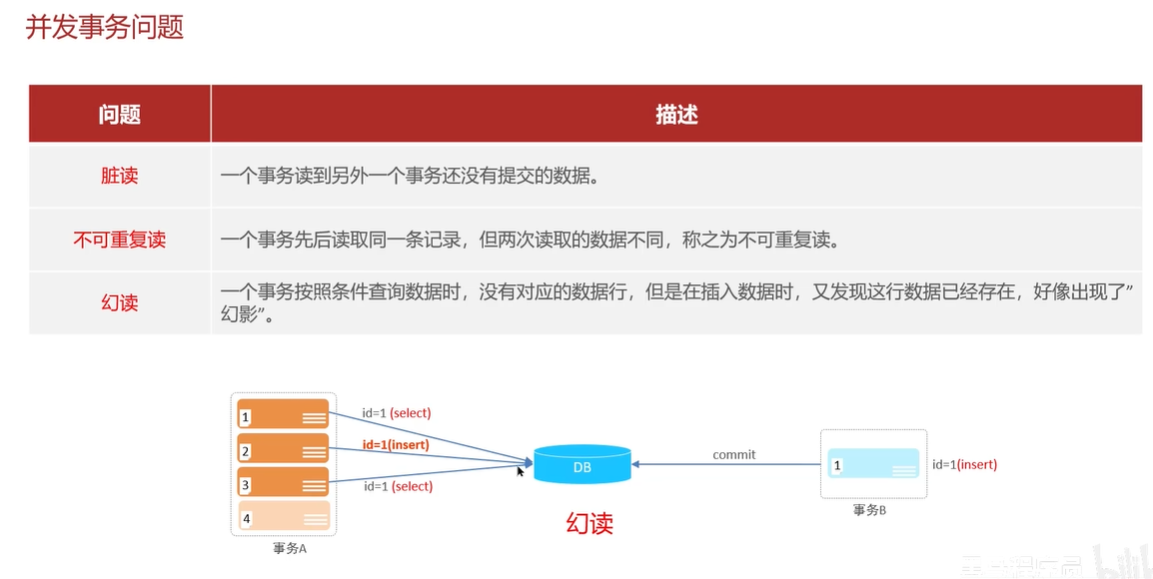 并发事务问题
问题 描述
脏读 一个事务读到另外一个事务还没有提交的数据。
不可重复读 一个事务先后读取同一条记录，但两次读取的数据不同，称之为不可重复读。
幻读 一个事务按照条件查询数据时，没有对应的数据行，但是在插入数据时，又发现这行数据已经存在，好像出现了”
幻影”。
1
2
3
4
事务A
id=1 (select)
id=1(insert)
id=1 (select)
DB
幻读
commit
1
id=1(insert)
事务B